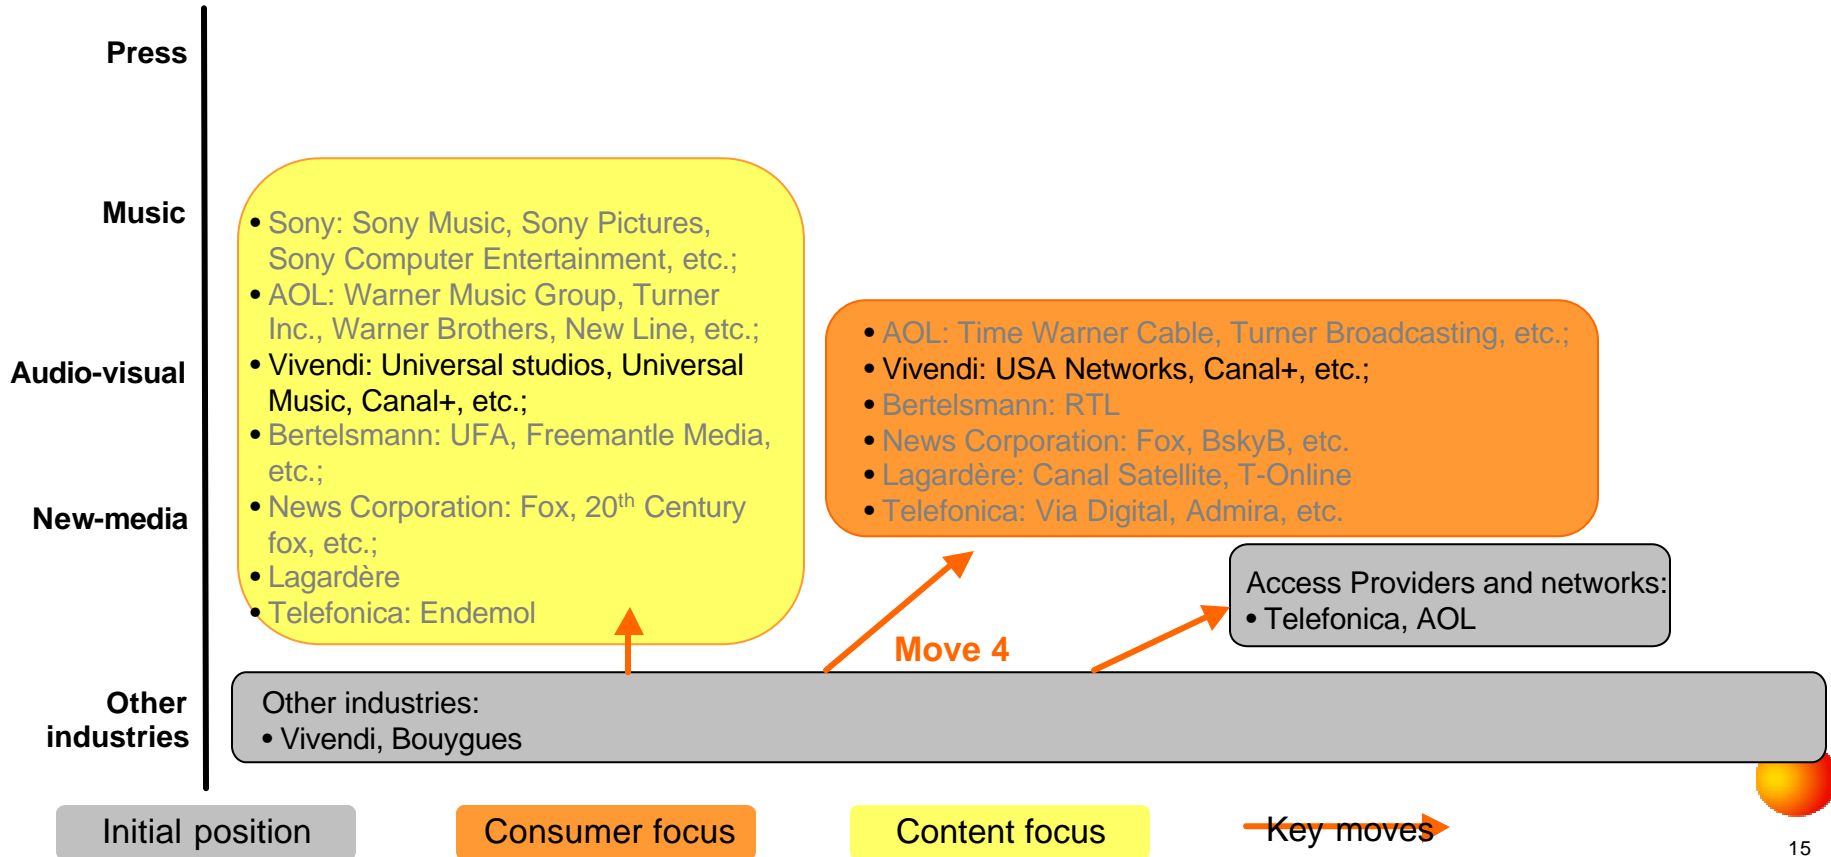 Press
Music
Audio-visual
New-media
Other
industries
• Sony: Sony Music, Sony Pictures,
Sony Computer Entertainment, etc.;
• AOL: Warner Music Group, Turner
Inc., Warner Brothers, New Line, etc.;
• Vivendi: Universal studios, Universal
Music, Canal+, etc.;
• Bertelsmann: UFA, Freemantle Media,
etc.;
• News Corporation: Fox, 20th Century
fox, etc.;
• Lagardère
• Telefonica: Endemol
• AOL: Time Warner Cable, Turner Broadcasting, etc.;
• Vivendi: USA Networks, Canal+, etc.;
• Bertelsmann: RTL
• News Corporation: Fox, BskyB, etc.
• Lagardère: Canal Satellite, T-Online
• Telefonica: Via Digital, Admira, etc.
Access Providers and networks:
• Telefonica, AOL
Move 4
Other industries:
• Vivendi, Bouygues
Initial position
Consumer focus
Content focus
Key moves
15